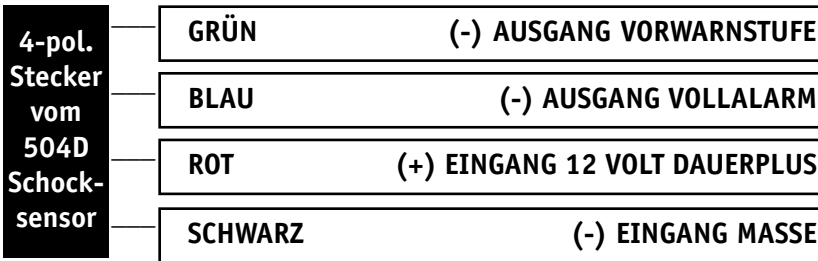 4-pol.
Stecker
vom
504D
Schock-
sensor
GRÜN (-) AUSGANG VORWARNSTUFE
BLAU (-) AUSGANG VOLLALARM
ROT (+) EINGANG 12 VOLT DAUERPLUS
SCHWARZ (-) EINGANG MASSE